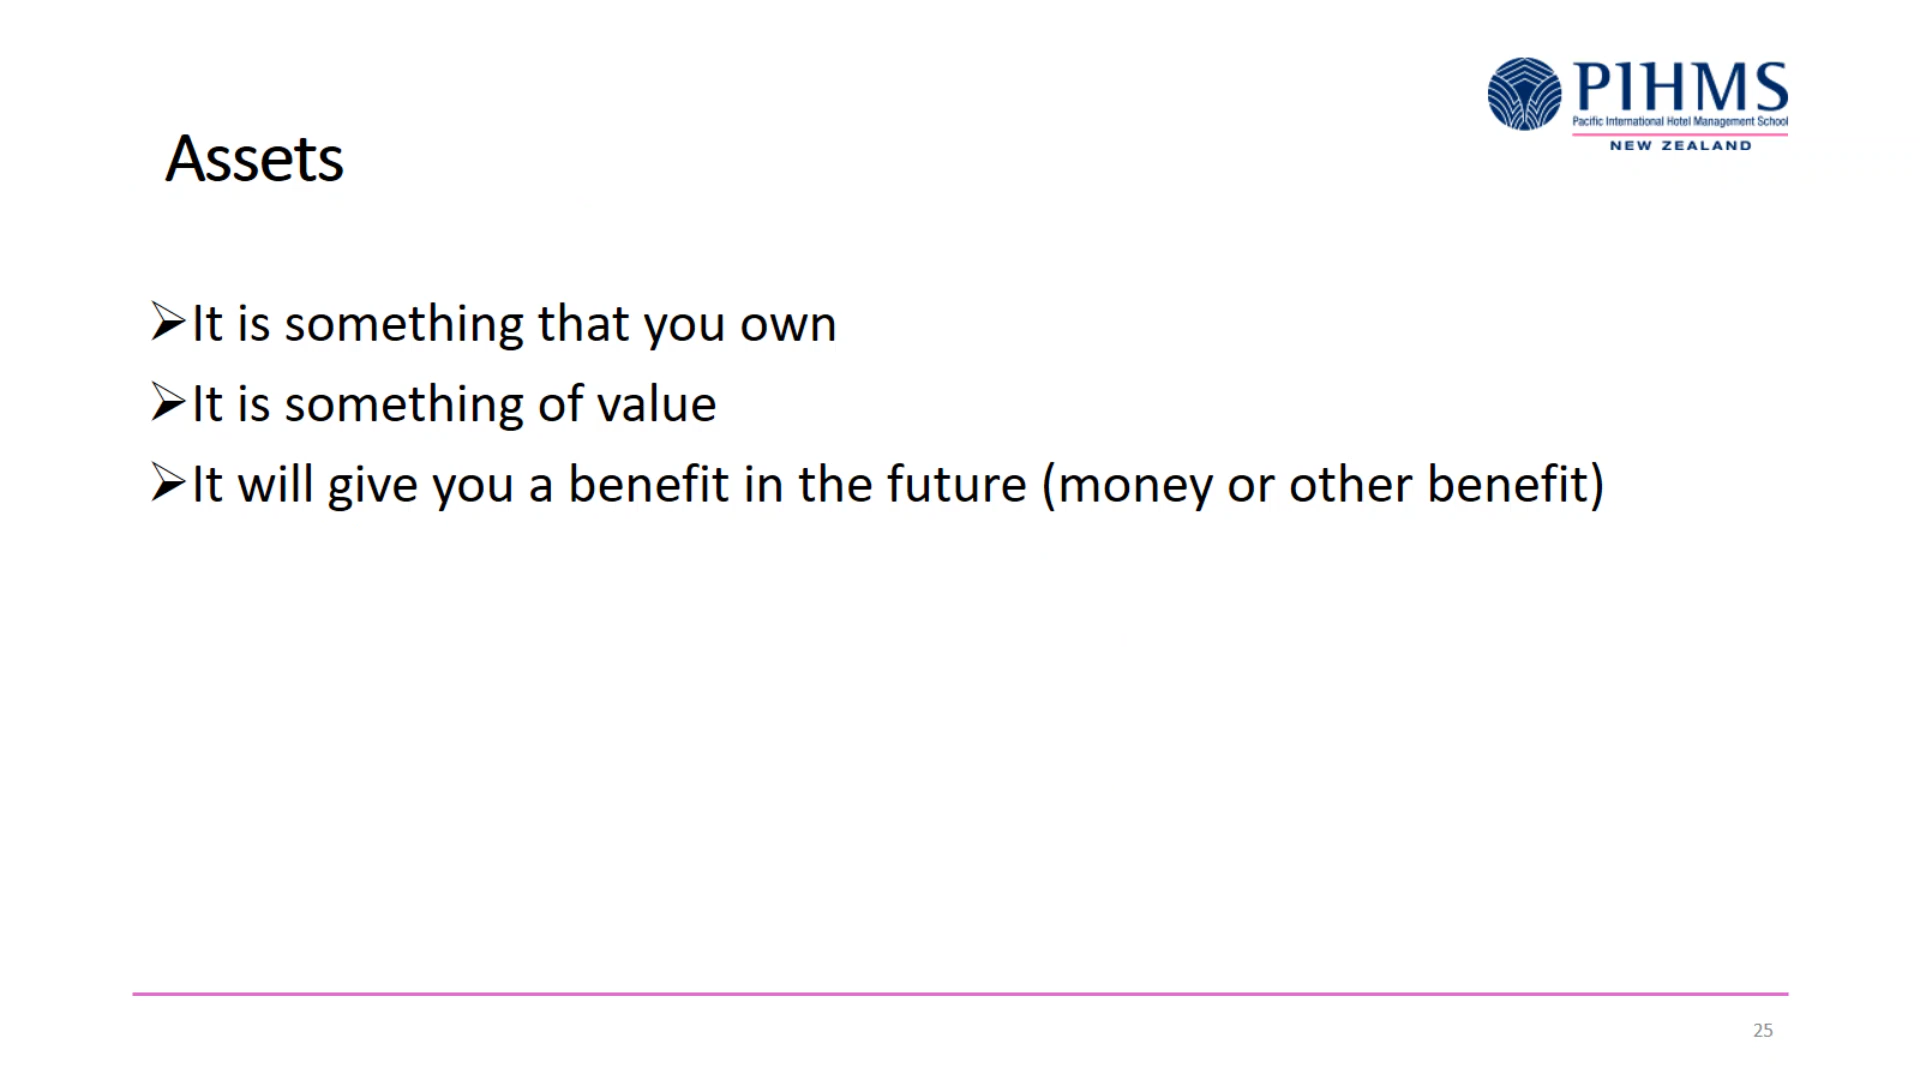 PIHMS
Pacific International Hotel Management School
NEW ZEALAND
Assets
➢It is something that you own
➢It is something of value
➢It will give you a benefit in the future (money or other benefit)
25